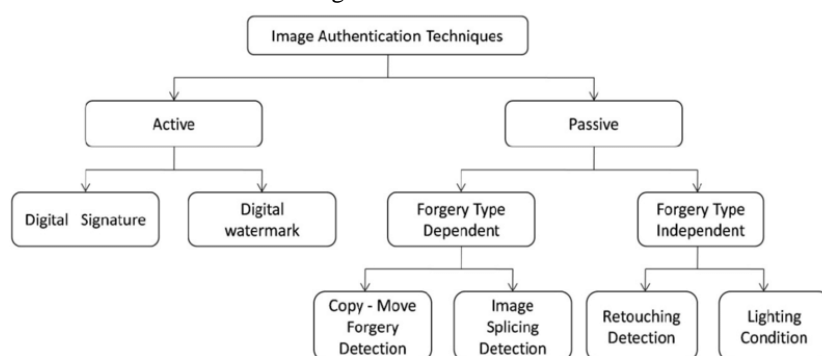 Image Authentication Techniques
Active
Passive
Digital Signature
Digital
watermark
Forgery Type
Dependent
Forgery Type
Independent
Copy - Move
Forgery
Detection
Image
Splicing
Detection
Retouching
Detection
Lighting
Condition